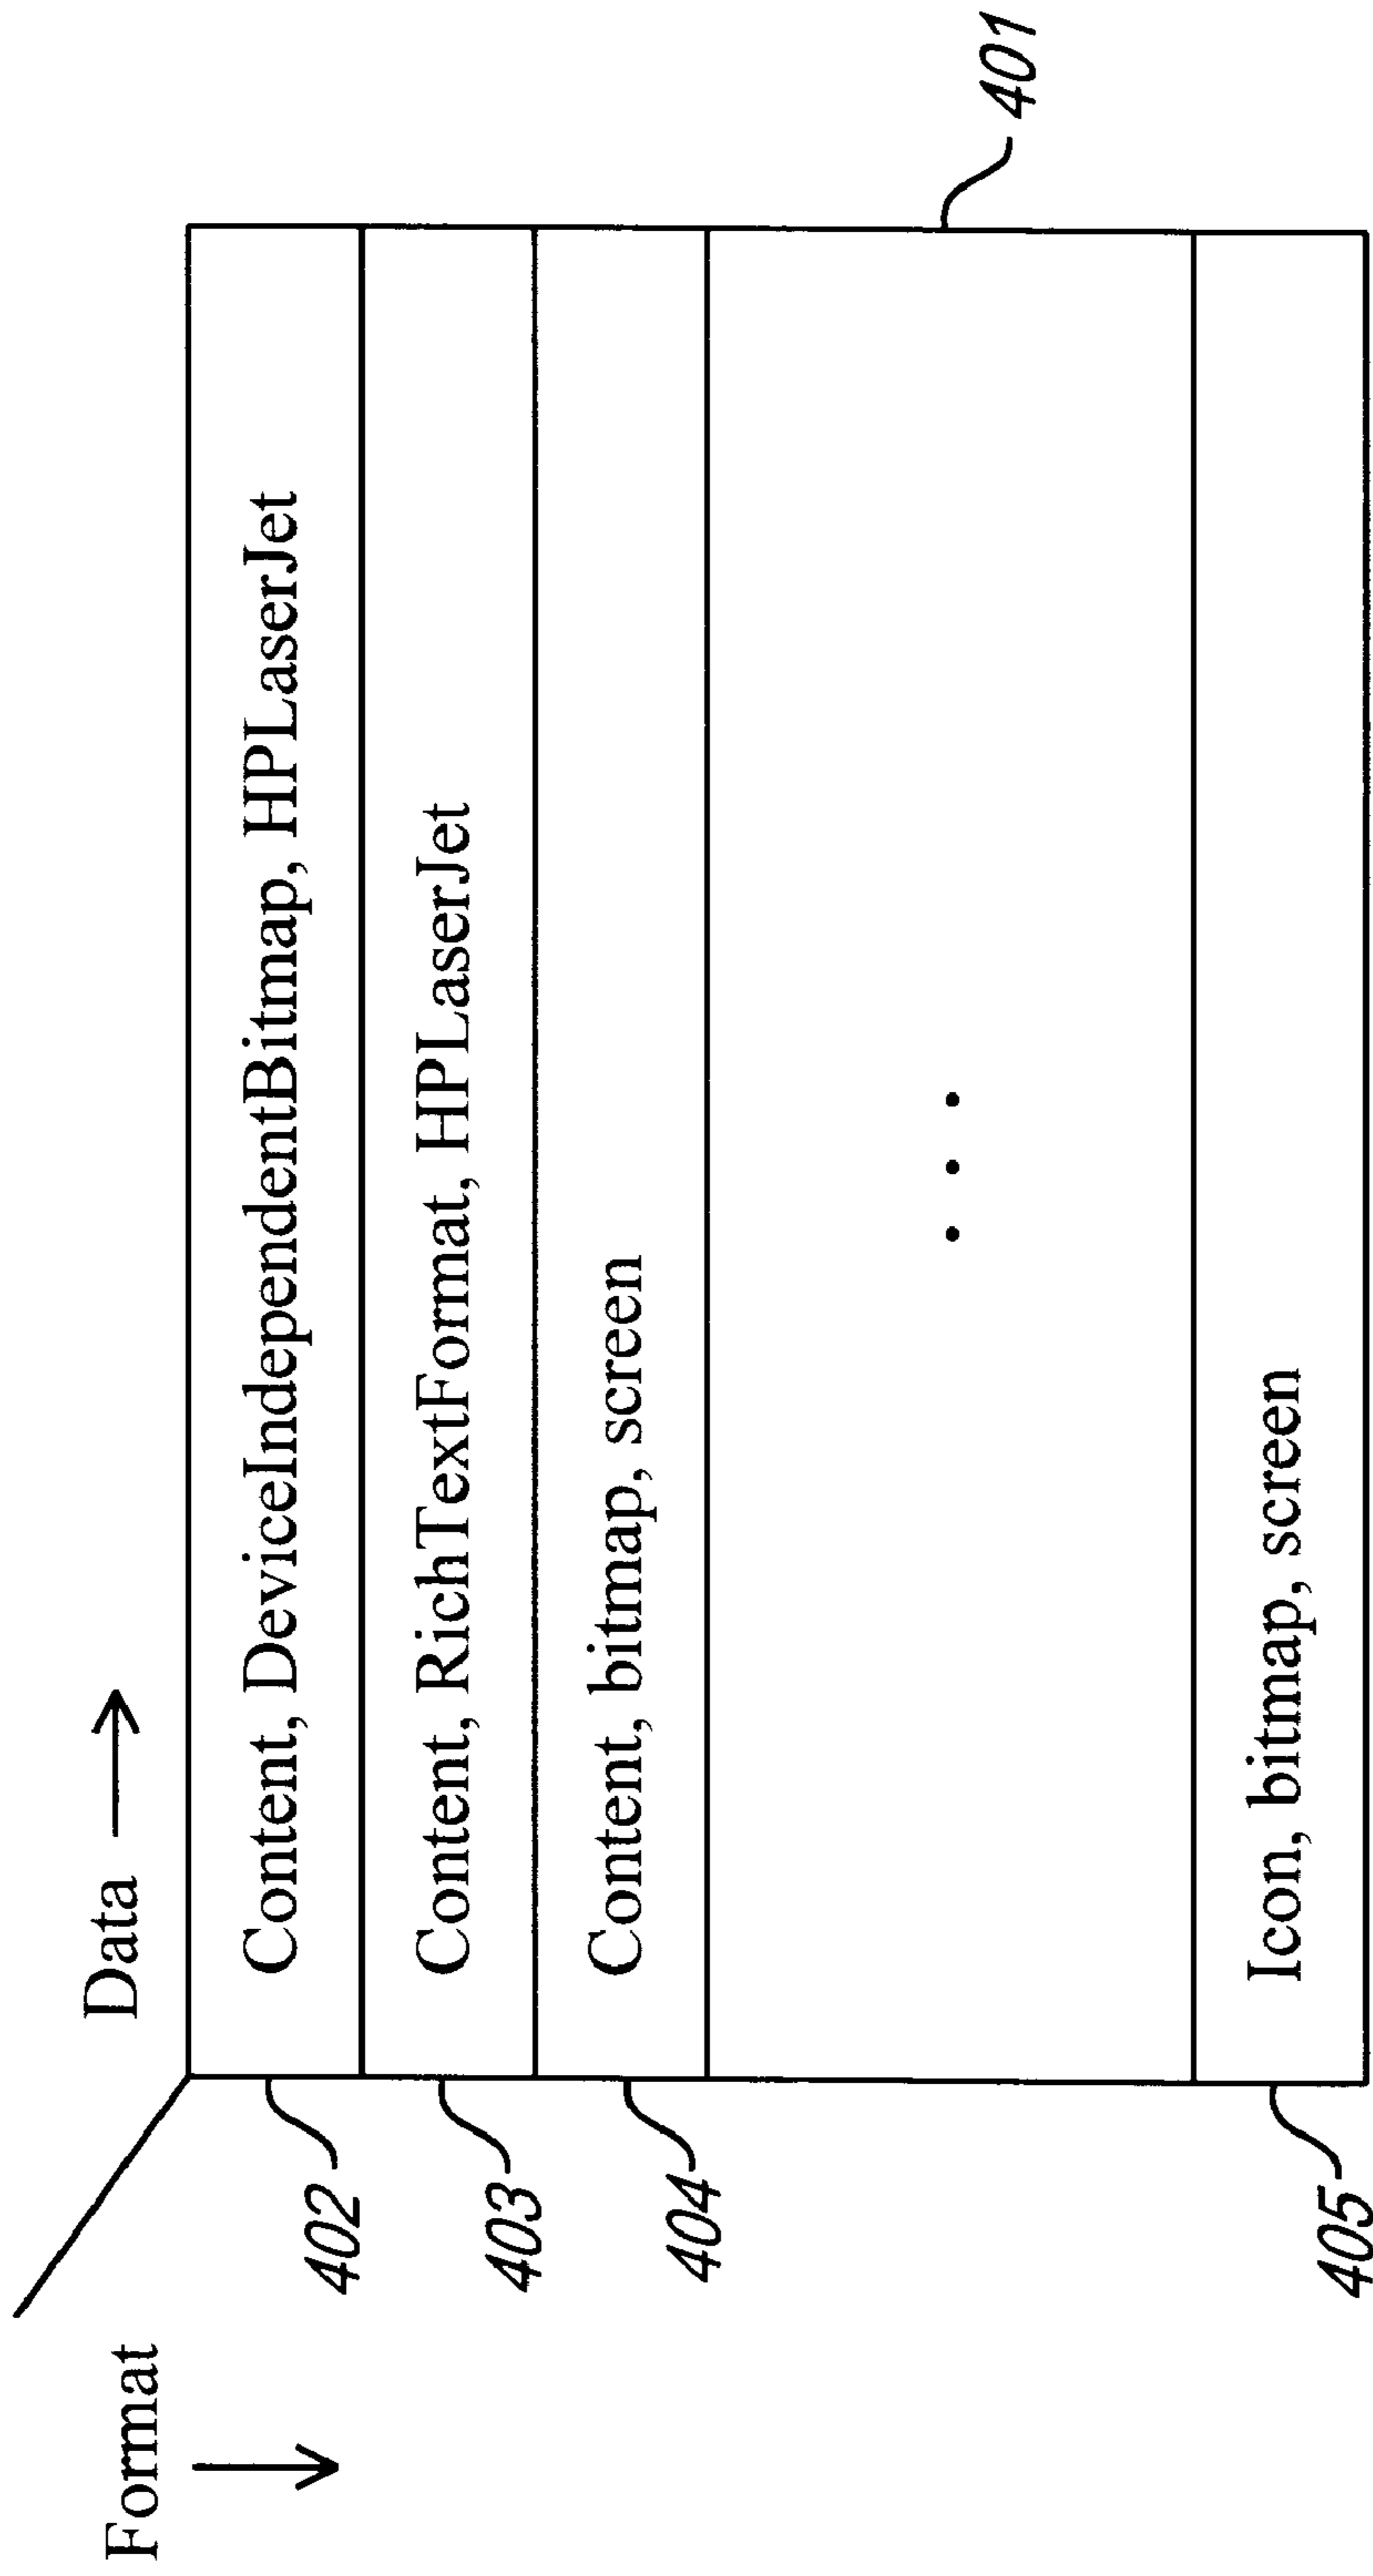 Data
Format
402
Content, DeviceIndependentBitmap, HPLaserJet
403
Content, RichTextFormat, HPLaserJet
404
Content, bitmap, screen
. . .
401
405
Icon, bitmap, screen